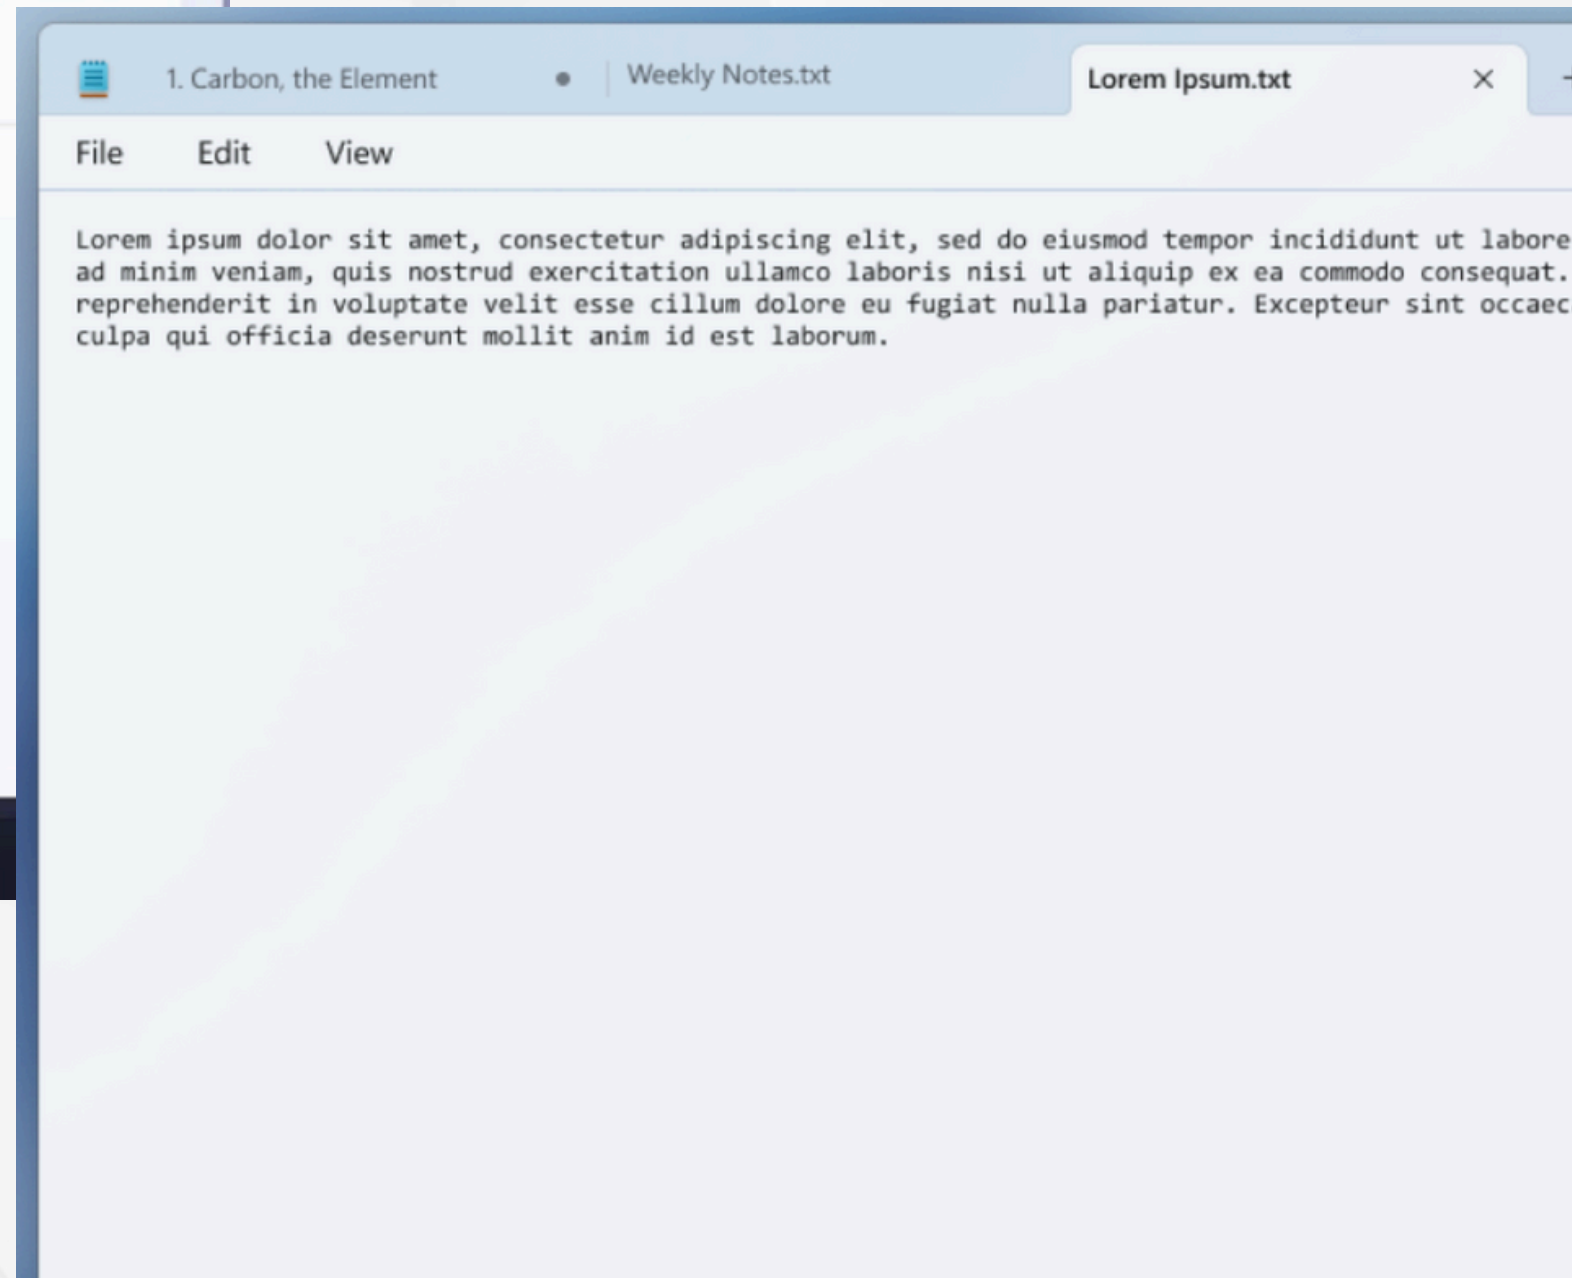 1. Carbon, the Element
Weekly Notes.txt
Lorem Ipsum.txt
File Edit View
Lorem ipsum dolor sit amet, consectetur adipiscing elit, sed do eiusmod tempor incididunt ut labore
ad minim veniam, quis nostrud exercitation ullamco laboris nisi ut aliquip ex ea commodo consequat.
reprehenderit in voluptate velit esse cillum dolore eu fugiat nulla pariatur. Excepteur sint occaec
culpa qui officia deserunt mollit anim id est laborum.